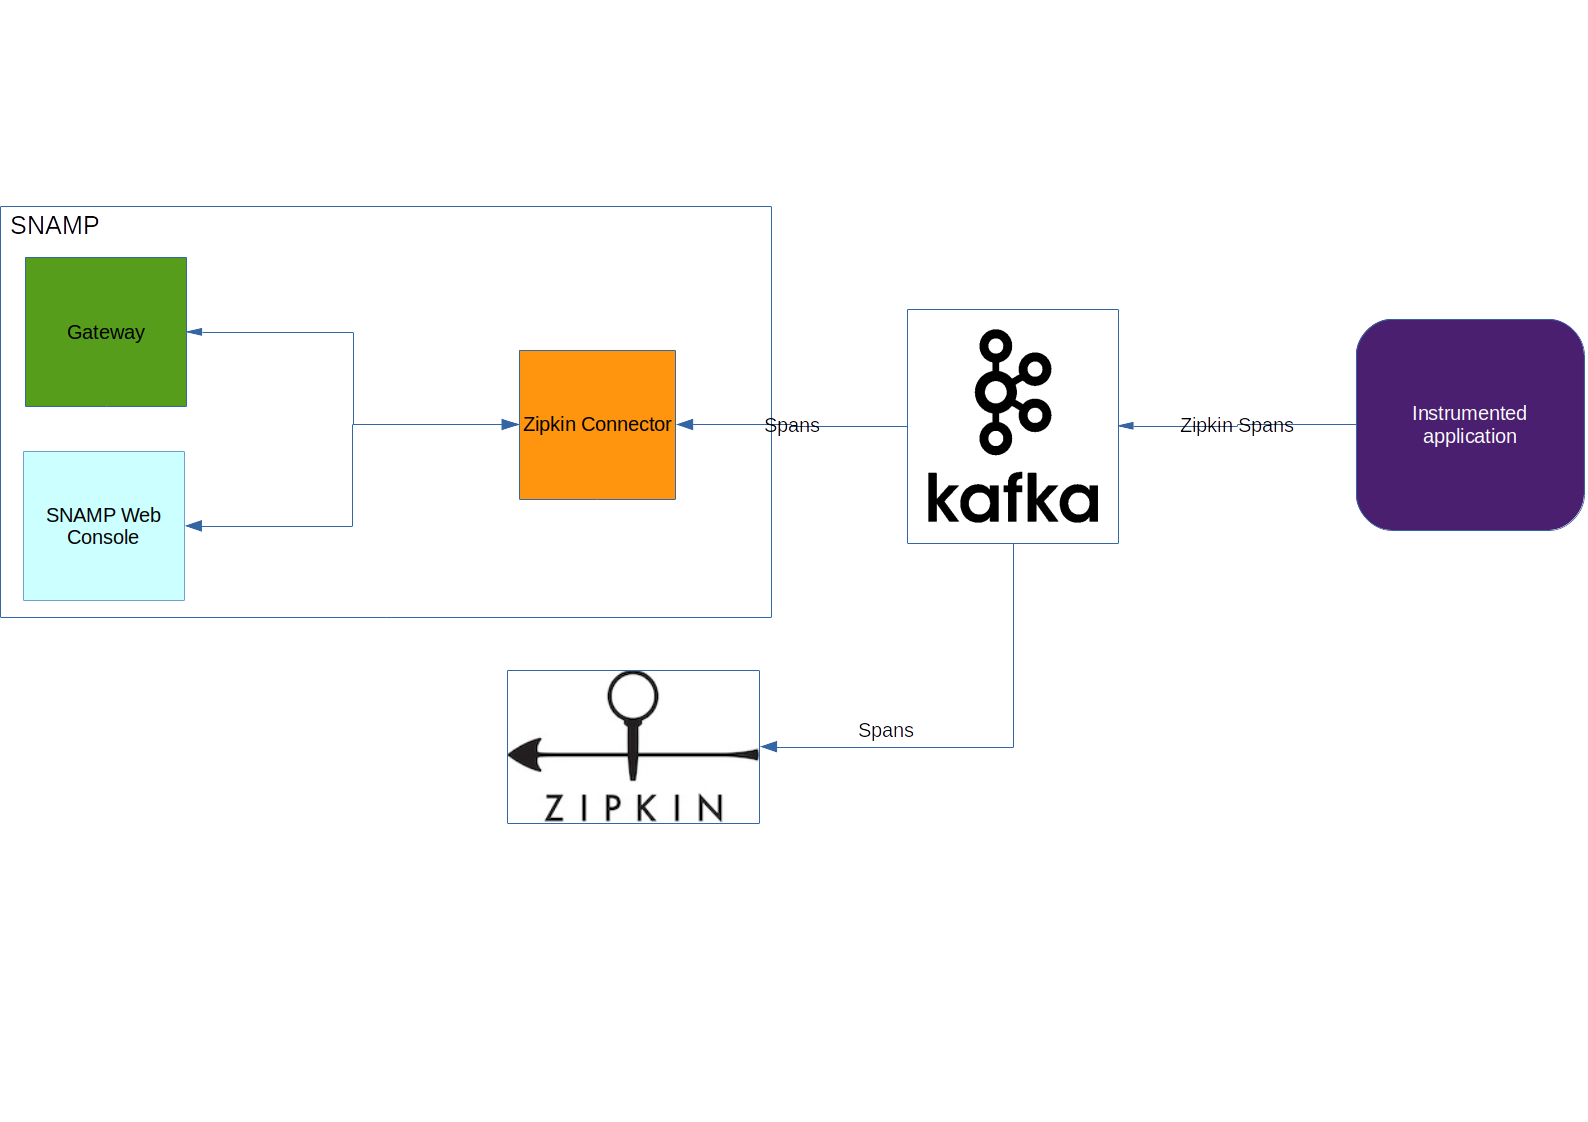 SNAMP
Gateway
Zipkin Connector
SNAMP Web
Console
Spans
kafka
Zipkin Spans
Instrumented
application
Spans
ZIPKIN